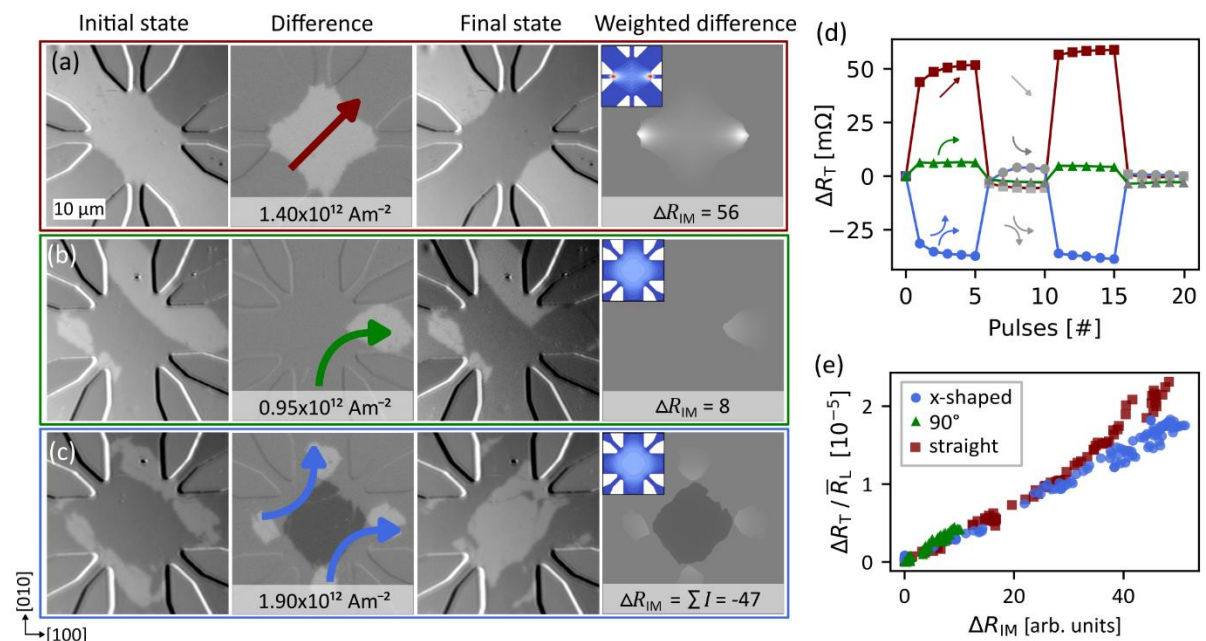 Initial state Difference Final state Weighted difference
(a)
10 μm
1.40x10¹² Am⁻²
ΔR_IM = 56
(b)
0.95x10¹² Am⁻²
ΔR_IM = 8
(c)
1.90x10¹² Am⁻²
ΔR_IM = ∑ I = -47
[010]
[100]
(d)
ΔR_T [mΩ]
50
25
0
−25
0 5 10 15 20
Pulses [#]
(e)
ΔR_T / R̅_L [10⁻⁵]
2
1
0
x-shaped
90°
straight
0 20 40
ΔR_IM [arb. units]